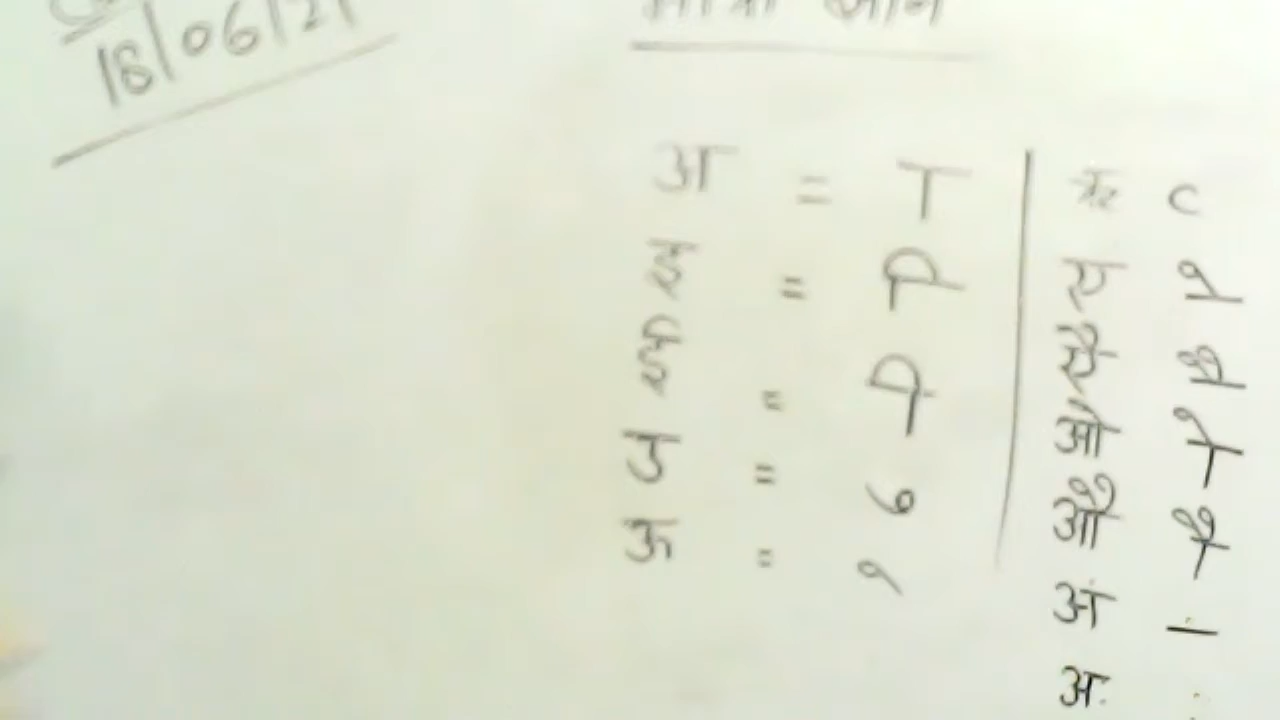 18/06/21
मात्रा ज्ञान
अ = ा
इ = ि
ई = ी
उ = ु
ऊ = ू
ऋ ृ
ए े
ऐ ै
ओ ो
औ ौ
अं ं
अः ः